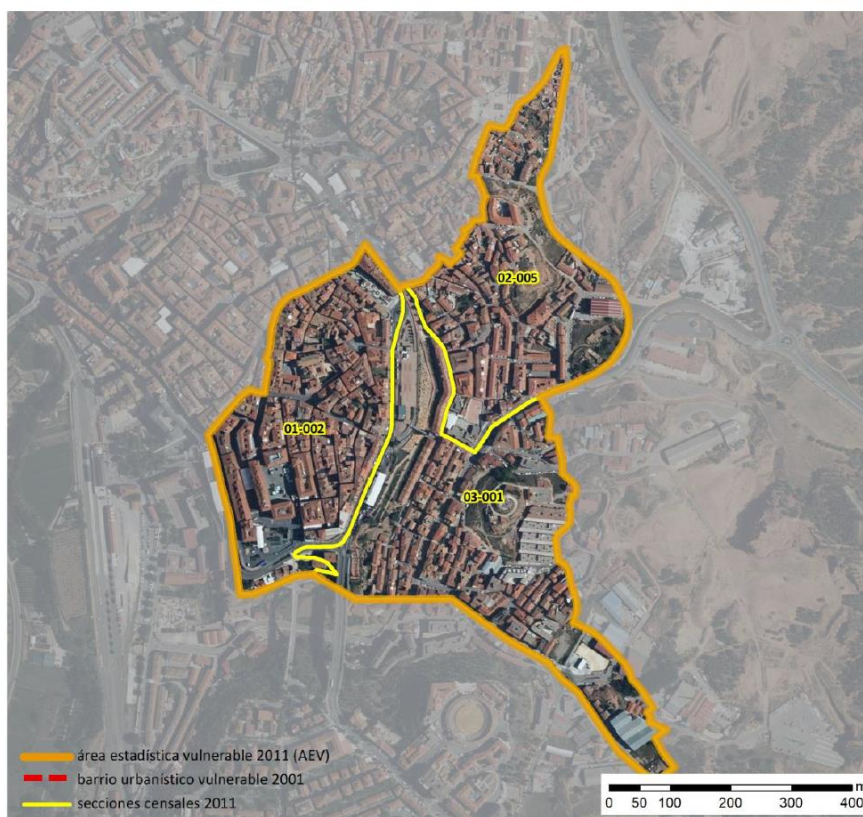 02-005
01-002
03-001
área estadística vulnerable 2011 (AEV)
barrio urbanístico vulnerable 2001
secciones censales 2011
0 50 100 200 300 400